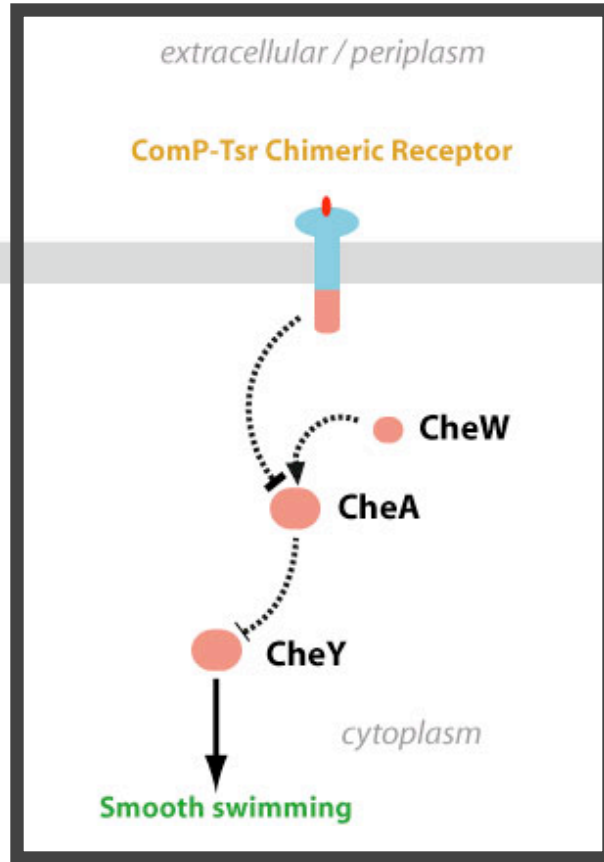 extracellular / periplasm
ComP-Tsr Chimeric Receptor
CheW
CheA
CheY
cytoplasm
Smooth swimming